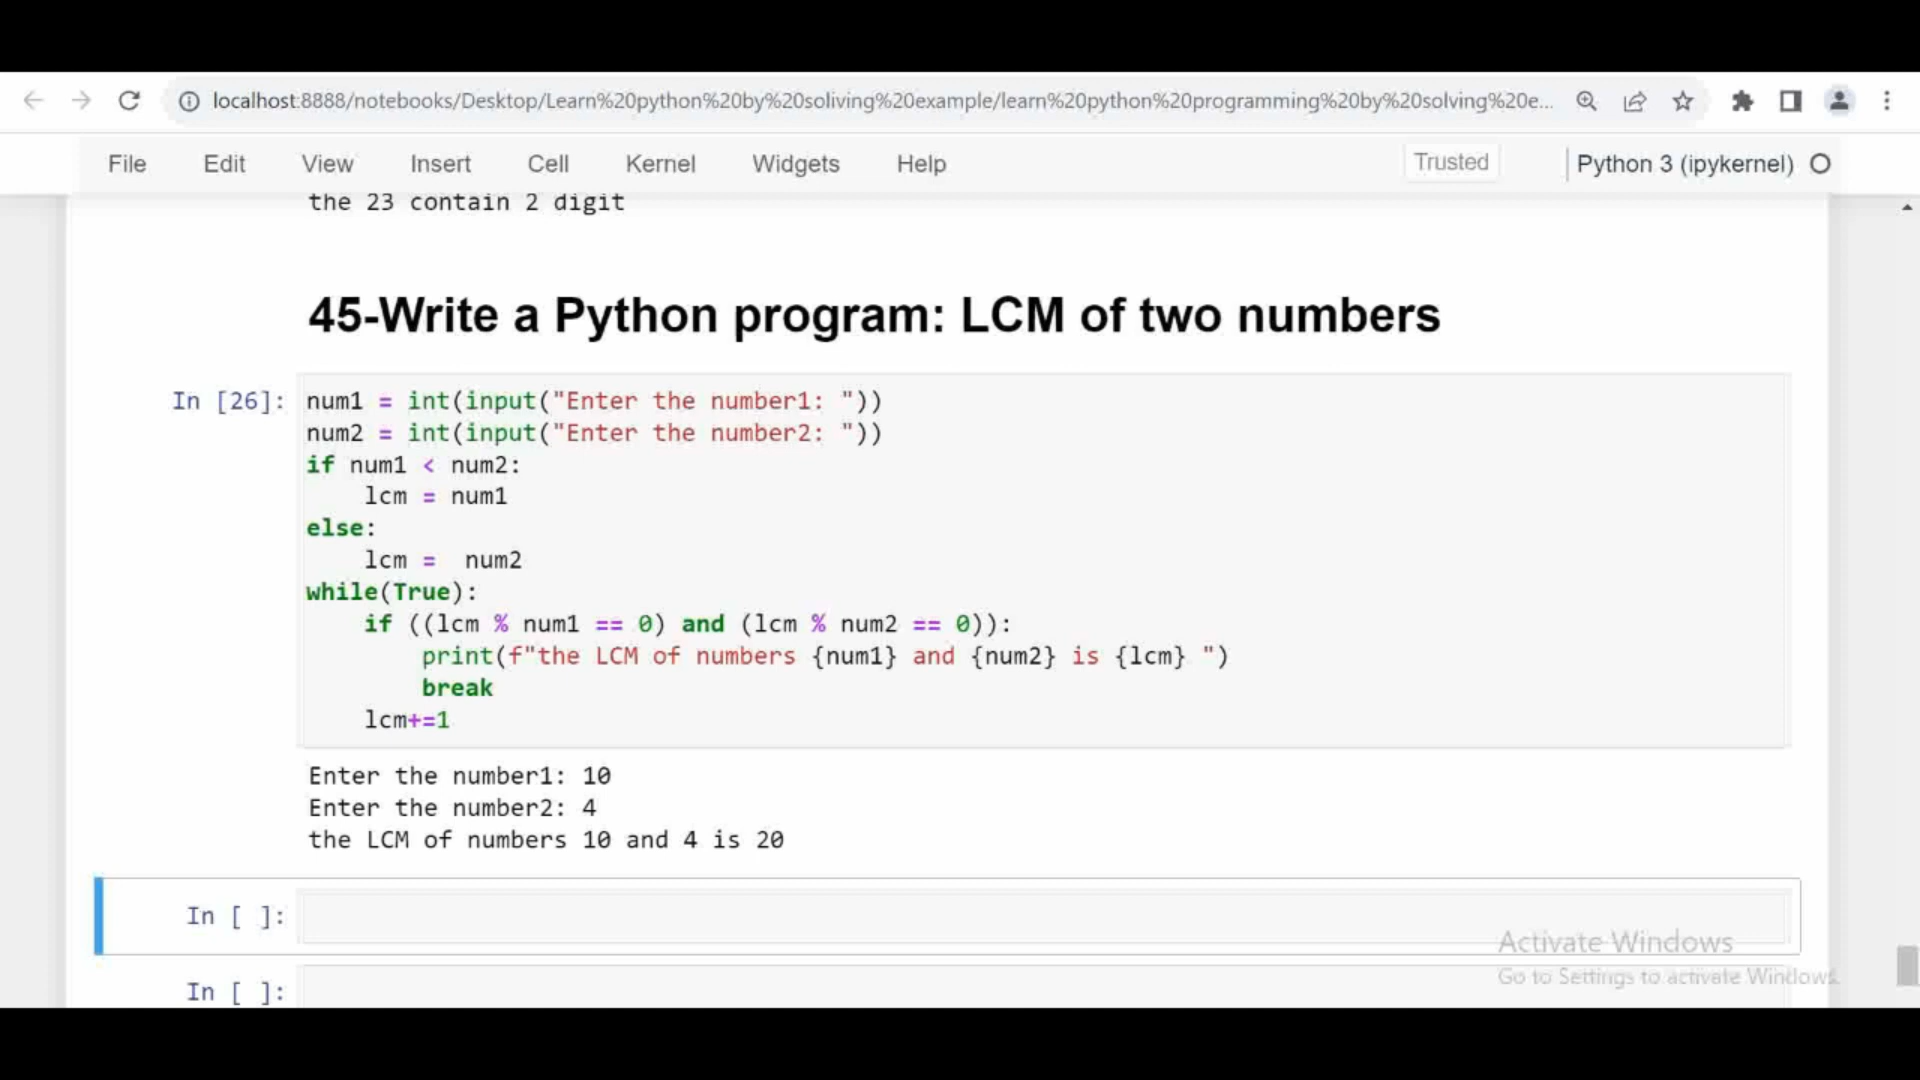 localhost:8888/notebooks/Desktop/Learn%20python%20by%20soliving%20example/learn%20python%20programming%20by%20solving%20e...
File Edit View Insert Cell Kernel Widgets Help Trusted Python 3 (ipykernel)
the 23 contain 2 digit
45-Write a Python program: LCM of two numbers
In [26]: num1 = int(input("Enter the number1: "))
num2 = int(input("Enter the number2: "))
if num1 < num2:
    lcm = num1
else:
    lcm =  num2
while(True):
    if ((lcm % num1 == 0) and (lcm % num2 == 0)):
        print(f"the LCM of numbers {num1} and {num2} is {lcm} ")
        break
    lcm+=1
Enter the number1: 10
Enter the number2: 4
the LCM of numbers 10 and 4 is 20
In [ ]:
Activate Windows
Go to Settings to activate Windows.
In [ ]: